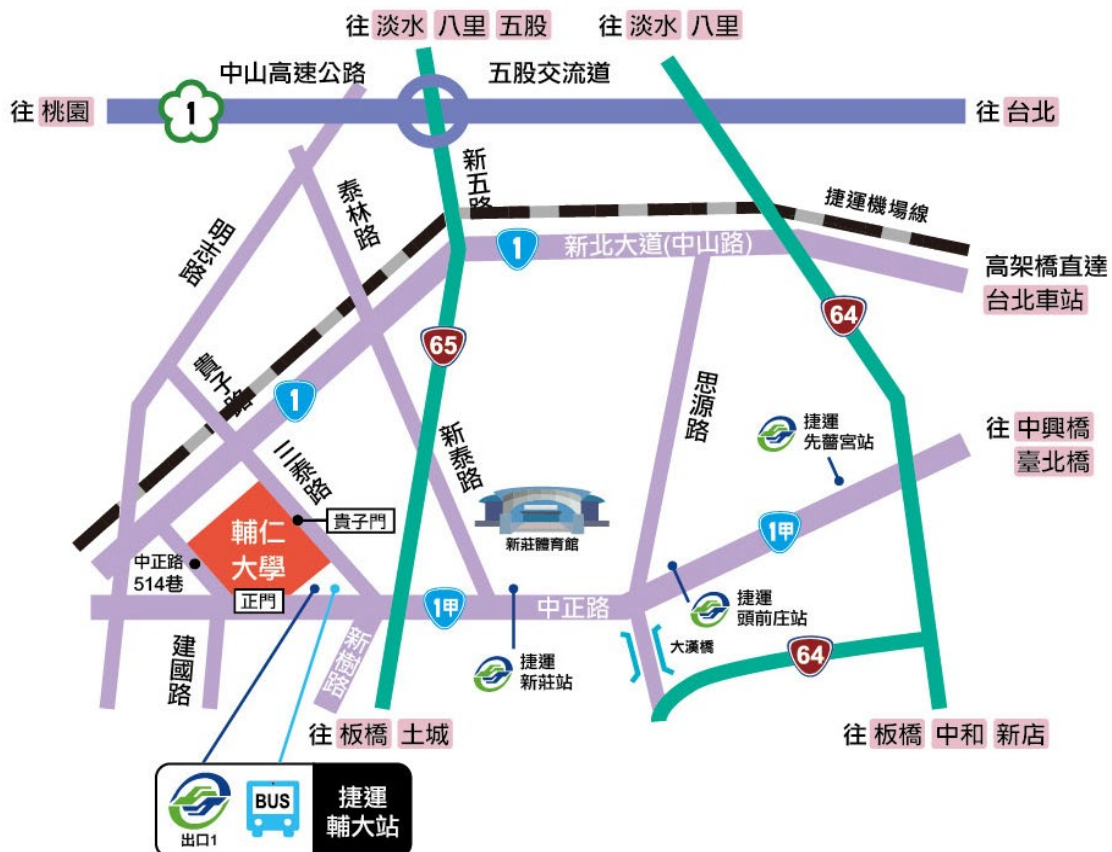 往 淡水 八里 五股
往 淡水 八里
中山高速公路
五股交流道
往 桃園
1
往 台北
新五路
泰林路
明志路
捷運機場線
1
新北大道(中山路)
高架橋直達
台北車站
65
64
貴子路
1
思源路
捷運
先嗇宮站
往 中興橋
臺北橋
新泰路
三泰路
貴子門
輔仁
大學
新莊體育館
1甲
中正路
514巷
正門
1甲
中正路
捷運
頭前庄站
建國路
新樹路
捷運
新莊站
大漢橋
64
往 板橋 土城
往 板橋 中和 新店
出口1
BUS
捷運
輔大站